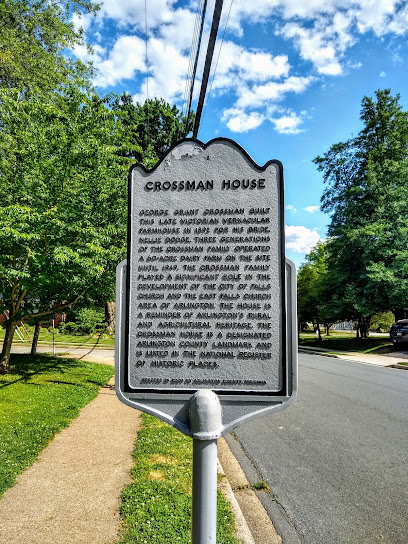 CROSSMAN HOUSE
GEORGE GRANT CROSSMAN BUILT
THIS LATE VICTORIAN VERNACULAR
FARMHOUSE IN 1892 FOR HIS BRIDE,
NELLIE DODGE. THREE GENERATIONS
OF THE CROSSMAN FAMILY OPERATED
A 60-ACRE DAIRY FARM ON THE SITE
UNTIL 1949. THE CROSSMAN FAMILY
PLAYED A SIGNIFICANT ROLE IN THE
DEVELOPMENT OF THE CITY OF FALLS
CHURCH AND THE EAST FALLS CHURCH
AREA OF ARLINGTON. THE HOUSE IS
A REMINDER OF ARLINGTON'S RURAL
AND AGRICULTURAL HERITAGE. THE
CROSSMAN HOUSE IS A DESIGNATED
ARLINGTON COUNTY LANDMARK AND
IS LISTED IN THE NATIONAL REGISTER
OF HISTORIC PLACES.
ERECTED IN BY ARLINGTON COUNTY, VIRGINIA